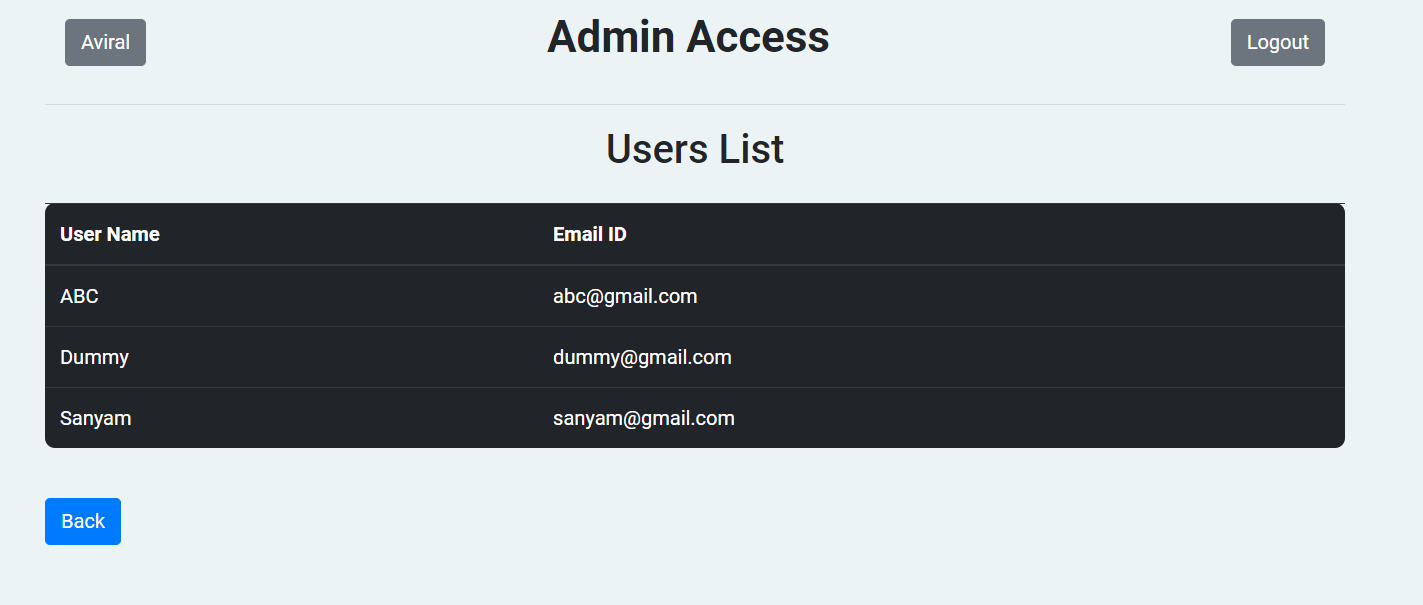 Aviral Admin Access Logout
Users List
User Name Email ID
ABC abc@gmail.com
Dummy dummy@gmail.com
Sanyam sanyam@gmail.com
Back